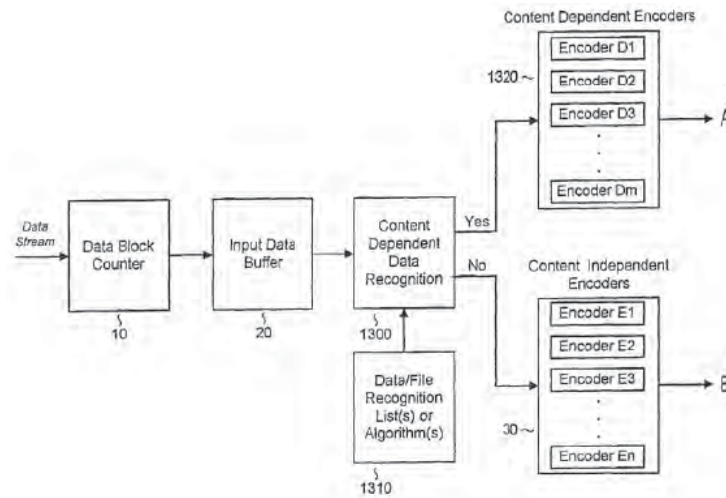 Content Dependent Encoders
Encoder D1
1320
Encoder D2
Encoder D3
Encoder Dm
Data
Stream
Data Block
Counter
10
Input Data
Buffer
20
Content
Dependent
Data
Recognition
1300
Yes
No
Data/File
Recognition
List(s) or
Algorithm(s)
1310
Content Independent
Encoders
Encoder E1
Encoder E2
Encoder E3
30
Encoder En